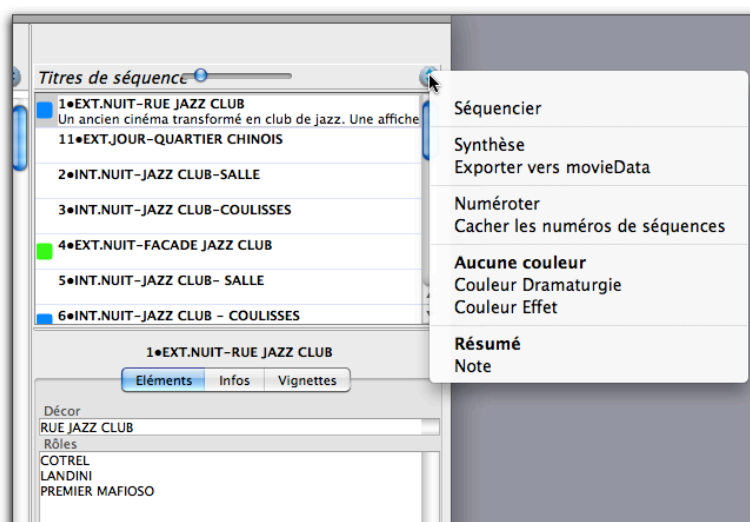 Titres de séquence
1•EXT.NUIT-RUE JAZZ CLUB
Un ancien cinéma transformé en club de jazz. Une affiche
11•EXT.JOUR-QUARTIER CHINOIS
2•INT.NUIT-JAZZ CLUB-SALLE
3•INT.NUIT-JAZZ CLUB-COULISSES
4•EXT.NUIT-FACADE JAZZ CLUB
5•INT.NUIT-JAZZ CLUB- SALLE
6•INT.NUIT-JAZZ CLUB - COULISSES
Séquencier
Synthèse
Exporter vers movieData
Numéroter
Cacher les numéros de séquences
Aucune couleur
Couleur Dramaturgie
Couleur Effet
Résumé
Note
1•EXT.NUIT-RUE JAZZ CLUB
Eléments Infos Vignettes
Décor
RUE JAZZ CLUB
Rôles
COTREL
LANDINI
PREMIER MAFIOSO